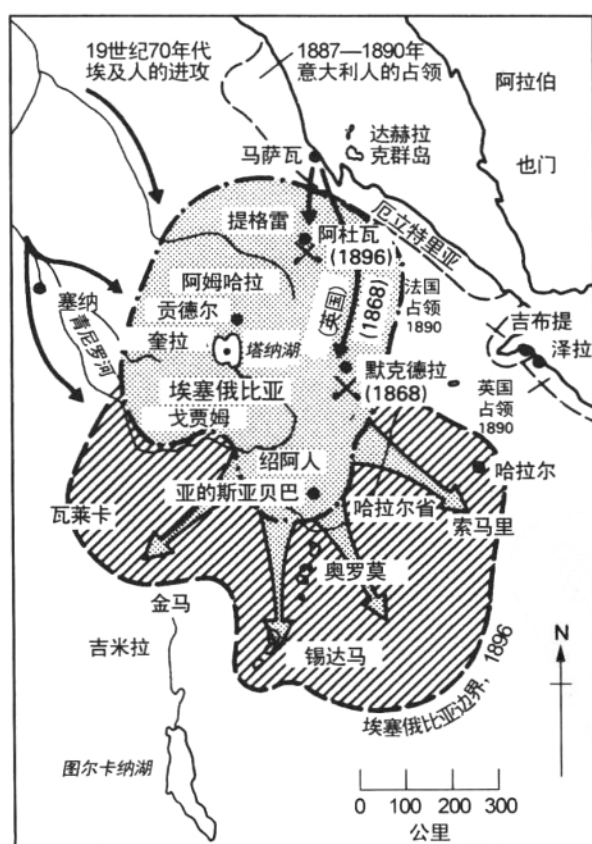 19世纪70年代
埃及人的进攻
1887—1890年
意大利人的占领
阿拉伯
达赫拉
克群岛
马萨瓦
也门
厄立特里亚
提格雷
阿杜瓦
(1896)
阿姆哈拉
(英国)
(1868)
法国
占领
1890
塞纳
贡德尔
吉布提
青尼罗河
奎拉
塔纳湖
泽拉
默克德拉
(1868)
英国
占领
1890
埃塞俄比亚
戈贾姆
绍阿人
哈拉尔
亚的斯亚贝巴
瓦莱卡
哈拉尔省
索马里
奥罗莫
金马
吉米拉
锡达马
N
埃塞俄比亚边界，1896
图尔卡纳湖
0 100 200 300
公里